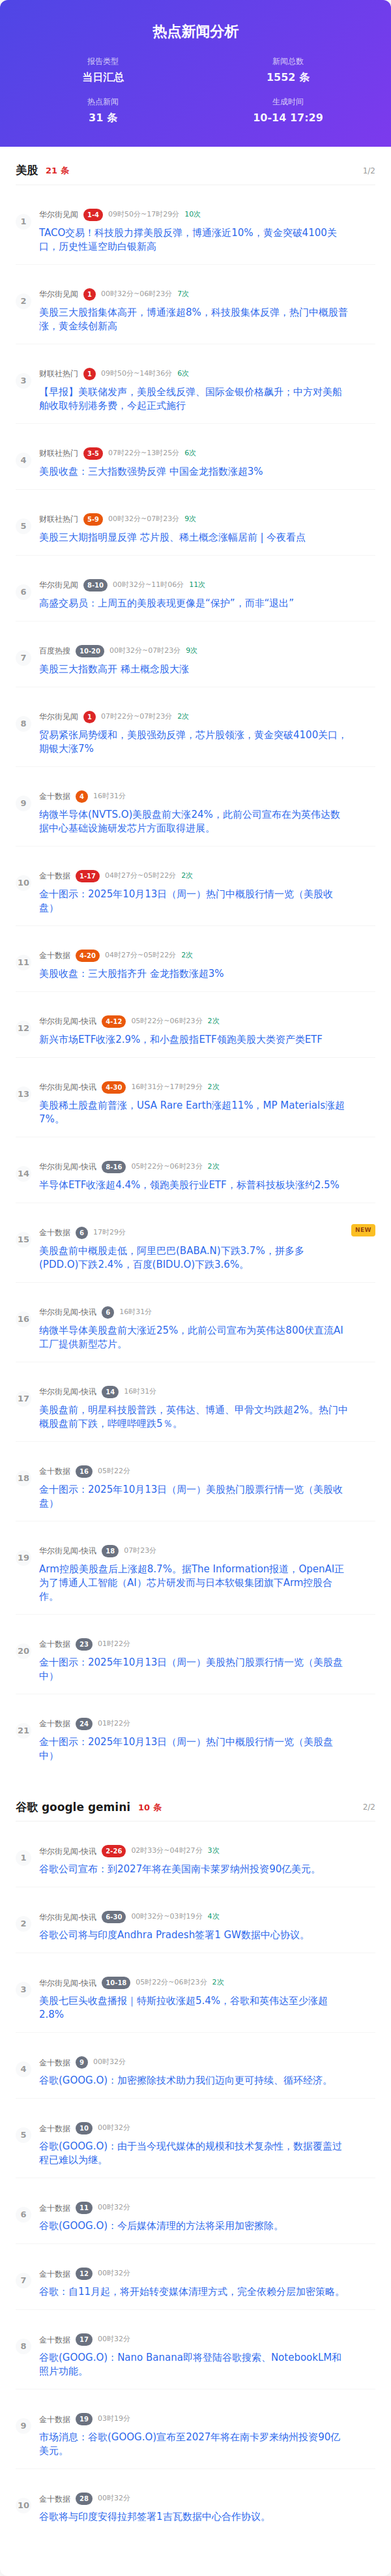 热点新闻分析
报告类型
当日汇总
新闻总数
1552 条
热点新闻
31 条
生成时间
10-14 17:29
美股 21 条 1/2
1
华尔街见闻 1-4 09时50分~17时29分 10次
TACO交易！科技股力撑美股反弹，博通涨近10%，黄金突破4100关
口，历史性逼空助白银新高
2
华尔街见闻 1 00时32分~06时23分 7次
美股三大股指集体高开，博通涨超8%，科技股集体反弹，热门中概股普
涨，黄金续创新高
3
财联社热门 1 09时50分~14时36分 6次
【早报】美联储发声，美股全线反弹、国际金银价格飙升；中方对美船
舶收取特别港务费，今起正式施行
4
财联社热门 3-5 07时22分~13时25分 6次
美股收盘：三大指数强势反弹 中国金龙指数涨超3%
5
财联社热门 5-9 00时32分~07时23分 9次
美股三大期指明显反弹 芯片股、稀土概念涨幅居前 | 今夜看点
6
华尔街见闻 8-10 00时32分~11时06分 11次
高盛交易员：上周五的美股表现更像是“保护”，而非“退出”
7
百度热搜 10-20 00时32分~07时23分 9次
美股三大指数高开 稀土概念股大涨
8
华尔街见闻 1 07时22分~07时23分 2次
贸易紧张局势缓和，美股强劲反弹，芯片股领涨，黄金突破4100关口，
期银大涨7%
9
金十数据 4 16时31分
纳微半导体(NVTS.O)美股盘前大涨24%，此前公司宣布在为英伟达数
据中心基础设施研发芯片方面取得进展。
10
金十数据 1-17 04时27分~05时22分 2次
金十图示：2025年10月13日（周一）热门中概股行情一览（美股收
盘）
11
金十数据 4-20 04时27分~05时22分 2次
美股收盘：三大股指齐升 金龙指数涨超3%
12
华尔街见闻-快讯 4-12 05时22分~06时23分 2次
新兴市场ETF收涨2.9%，和小盘股指ETF领跑美股大类资产类ETF
13
华尔街见闻-快讯 4-30 16时31分~17时29分 2次
美股稀土股盘前普涨，USA Rare Earth涨超11%，MP Materials涨超
7%。
14
华尔街见闻-快讯 8-16 05时22分~06时23分 2次
半导体ETF收涨超4.4%，领跑美股行业ETF，标普科技板块涨约2.5%
15
金十数据 6 17时29分 NEW
美股盘前中概股走低，阿里巴巴(BABA.N)下跌3.7%，拼多多
(PDD.O)下跌2.4%，百度(BIDU.O)下跌3.6%。
16
华尔街见闻-快讯 6 16时31分
纳微半导体美股盘前大涨近25%，此前公司宣布为英伟达800伏直流AI
工厂提供新型芯片。
17
华尔街见闻-快讯 14 16时31分
美股盘前，明星科技股普跌，英伟达、博通、甲骨文均跌超2%。热门中
概股盘前下跌，哔哩哔哩跌5％。
18
金十数据 16 05时22分
金十图示：2025年10月13日（周一）美股热门股票行情一览（美股收
盘）
19
华尔街见闻-快讯 18 07时23分
Arm控股美股盘后上涨超8.7%。据The Information报道，OpenAI正
为了博通人工智能（AI）芯片研发而与日本软银集团旗下Arm控股合
作。
20
金十数据 23 01时22分
金十图示：2025年10月13日（周一）美股热门股票行情一览（美股盘
中）
21
金十数据 24 01时22分
金十图示：2025年10月13日（周一）热门中概股行情一览（美股盘
中）
谷歌 google gemini 10 条 2/2
1
华尔街见闻-快讯 2-26 02时33分~04时27分 3次
谷歌公司宣布：到2027年将在美国南卡莱罗纳州投资90亿美元。
2
华尔街见闻-快讯 6-30 00时32分~03时19分 4次
谷歌公司将与印度Andhra Pradesh签署1 GW数据中心协议。
3
华尔街见闻-快讯 10-18 05时22分~06时23分 2次
美股七巨头收盘播报｜特斯拉收涨超5.4%，谷歌和英伟达至少涨超
2.8%
4
金十数据 9 00时32分
谷歌(GOOG.O)：加密擦除技术助力我们迈向更可持续、循环经济。
5
金十数据 10 00时32分
谷歌(GOOG.O)：由于当今现代媒体的规模和技术复杂性，数据覆盖过
程已难以为继。
6
金十数据 11 00时32分
谷歌(GOOG.O)：今后媒体清理的方法将采用加密擦除。
7
金十数据 12 00时32分
谷歌：自11月起，将开始转变媒体清理方式，完全依赖分层加密策略。
8
金十数据 17 00时32分
谷歌(GOOG.O)：Nano Banana即将登陆谷歌搜索、NotebookLM和
照片功能。
9
金十数据 19 03时19分
市场消息：谷歌(GOOG.O)宣布至2027年将在南卡罗来纳州投资90亿
美元。
10
金十数据 28 00时32分
谷歌将与印度安得拉邦签署1吉瓦数据中心合作协议。